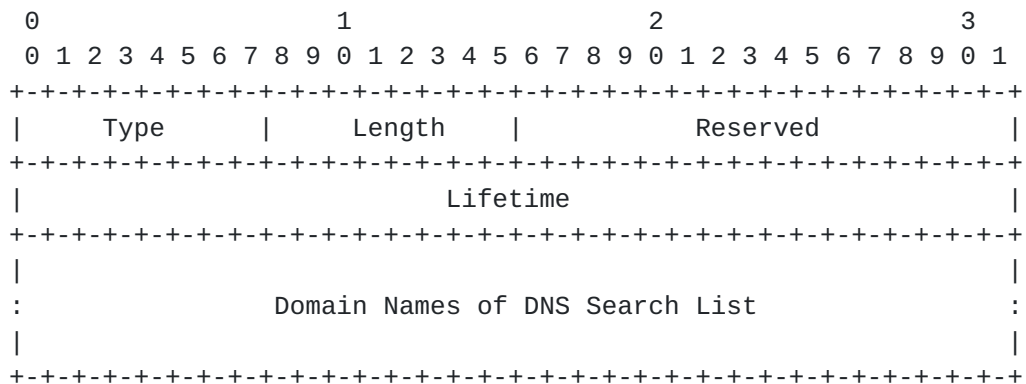 0                   1                   2                   3
 0 1 2 3 4 5 6 7 8 9 0 1 2 3 4 5 6 7 8 9 0 1 2 3 4 5 6 7 8 9 0 1
+-+-+-+-+-+-+-+-+-+-+-+-+-+-+-+-+-+-+-+-+-+-+-+-+-+-+-+-+-+-+-+-+
|     Type      |     Length    |           Reserved            |
+-+-+-+-+-+-+-+-+-+-+-+-+-+-+-+-+-+-+-+-+-+-+-+-+-+-+-+-+-+-+-+-+
|                           Lifetime                            |
+-+-+-+-+-+-+-+-+-+-+-+-+-+-+-+-+-+-+-+-+-+-+-+-+-+-+-+-+-+-+-+-+
|                                                               |
:                Domain Names of DNS Search List                :
|                                                               |
+-+-+-+-+-+-+-+-+-+-+-+-+-+-+-+-+-+-+-+-+-+-+-+-+-+-+-+-+-+-+-+-+